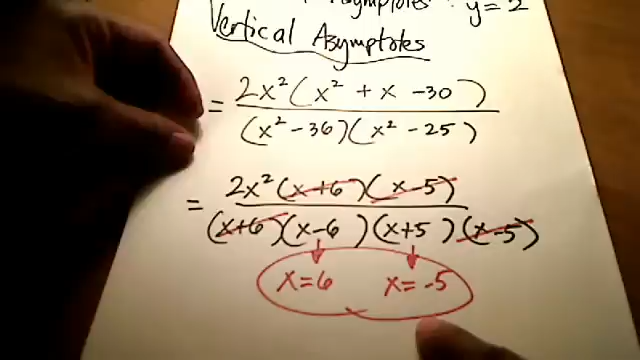 Asymptotes : y = 2
Vertical Asymptotes
= 2x²(x² + x - 30) / (x² - 36)(x² - 25)
= 2x²(x+6)(x-5) / (x+6)(x-6)(x+5)(x-5)
x = 6 x = -5